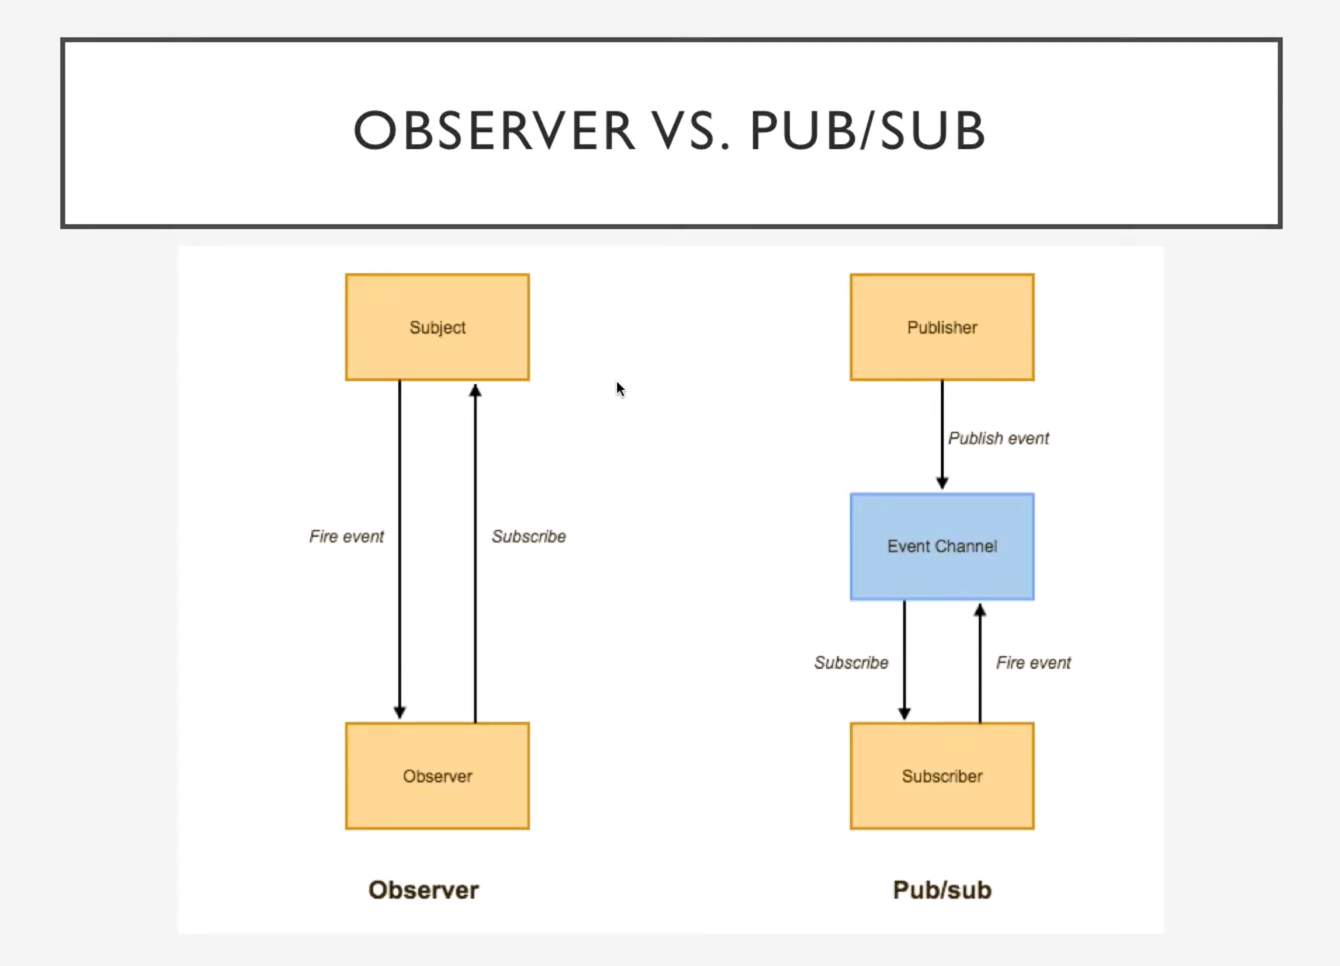 OBSERVER VS. PUB/SUB
Subject
Publisher
Publish event
Fire event
Subscribe
Event Channel
Subscribe
Fire event
Observer
Subscriber
Observer
Pub/sub